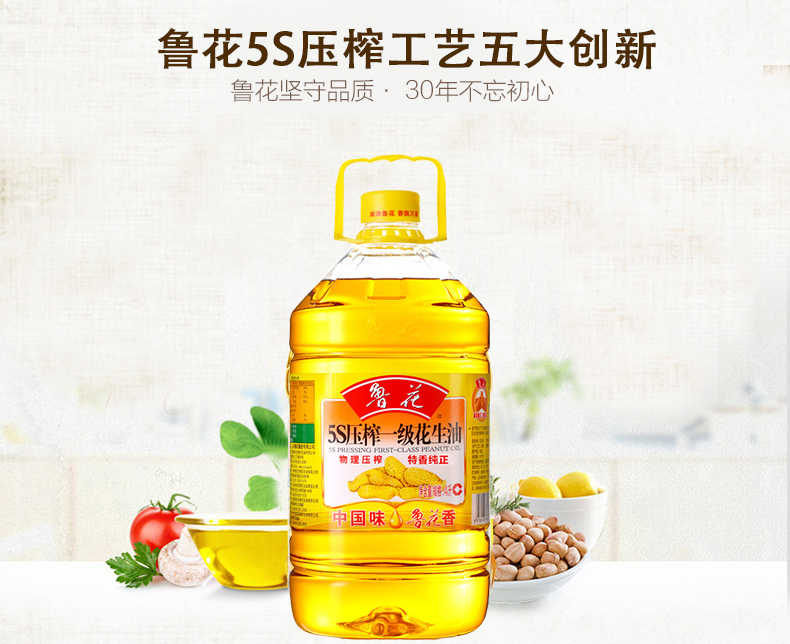 鲁花5S压榨工艺五大创新
鲁花坚守品质· 30年不忘初心
鲁花
5S压榨一级花生油
5S PRESSING FIRST-CLASS PEANUT OIL
物理压榨 特香纯正
中国味 鲁花香